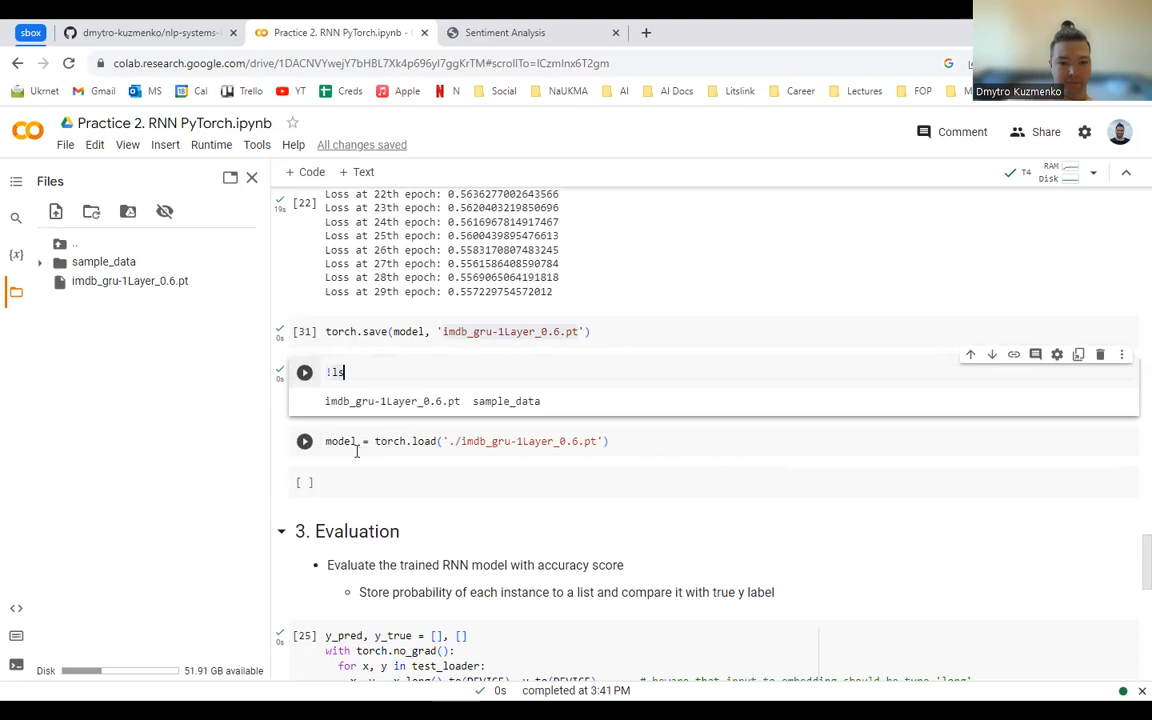 sbox
dmytro-kuzmenko/nlp-systems-
Practice 2. RNN PyTorch.ipynb - 
Sentiment Analysis
colab.research.google.com/drive/1DACNVYwejY7bHBL7Xk4p696yI7ggKrTM#scrollTo=ICzmInx6T2gm
Ukrnet
Gmail
MS
Cal
Trello
YT
Creds
Apple
N
Social
NaUKMA
AI
AI Docs
Litslink
Career
Lectures
FOP
Dmytro Kuzmenko
Practice 2. RNN PyTorch.ipynb
File Edit View Insert Runtime Tools Help All changes saved
Comment
Share
Files
+ Code + Text
T4
RAM
Disk
..
sample_data
imdb_gru-1Layer_0.6.pt
[22]
19s
Loss at 22th epoch: 0.5636277002643566
Loss at 23th epoch: 0.5620403219850696
Loss at 24th epoch: 0.5616967814917467
Loss at 25th epoch: 0.5600439895476613
Loss at 26th epoch: 0.5583170807483245
Loss at 27th epoch: 0.5561586408590784
Loss at 28th epoch: 0.5569065064191818
Loss at 29th epoch: 0.557229754572012
[31] torch.save(model, 'imdb_gru-1Layer_0.6.pt')
0s
!ls
0s
imdb_gru-1Layer_0.6.pt sample_data
model = torch.load('./imdb_gru-1Layer_0.6.pt')
[ ]
3. Evaluation
• Evaluate the trained RNN model with accuracy score
Store probability of each instance to a list and compare it with true y label
[25] y_pred, y_true = [], []
0s
with torch.no_grad():
for x, y in test_loader:
Disk
51.91 GB available
0s completed at 3:41 PM